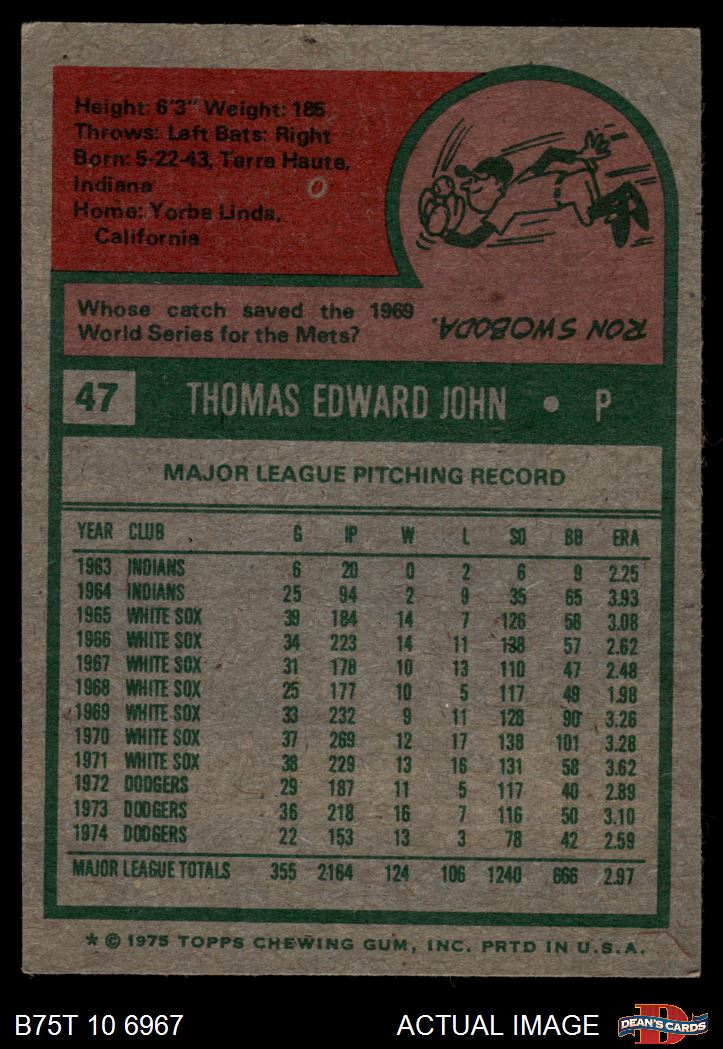 Height: 6'3" Weight: 185
Throws: Left Bats: Right
Born: 5-22-43, Terre Haute,
Indiana
Home: Yorba Linda,
California
Whose catch saved the 1969
World Series for the Mets?
RON SWOBODA.
47 THOMAS EDWARD JOHN • P
MAJOR LEAGUE PITCHING RECORD
YEAR CLUB G IP W L SO BB ERA
1963 INDIANS 6 20 0 2 6 9 2.25
1964 INDIANS 25 94 2 9 35 65 3.93
1965 WHITE SOX 39 184 14 7 126 58 3.08
1966 WHITE SOX 34 223 14 11 138 57 2.62
1967 WHITE SOX 31 178 10 13 110 47 2.48
1968 WHITE SOX 25 177 10 5 117 49 1.98
1969 WHITE SOX 33 232 9 11 128 90 3.26
1970 WHITE SOX 37 269 12 17 138 101 3.28
1971 WHITE SOX 38 229 13 16 131 58 3.62
1972 DODGERS 29 187 11 5 117 40 2.89
1973 DODGERS 36 218 16 7 116 50 3.10
1974 DODGERS 22 153 13 3 78 42 2.59
MAJOR LEAGUE TOTALS 355 2164 124 106 1240 666 2.97
* © 1975 TOPPS CHEWING GUM, INC. PRTD IN U.S.A.
B75T 10 6967 ACTUAL IMAGE D DEAN'S CARDS